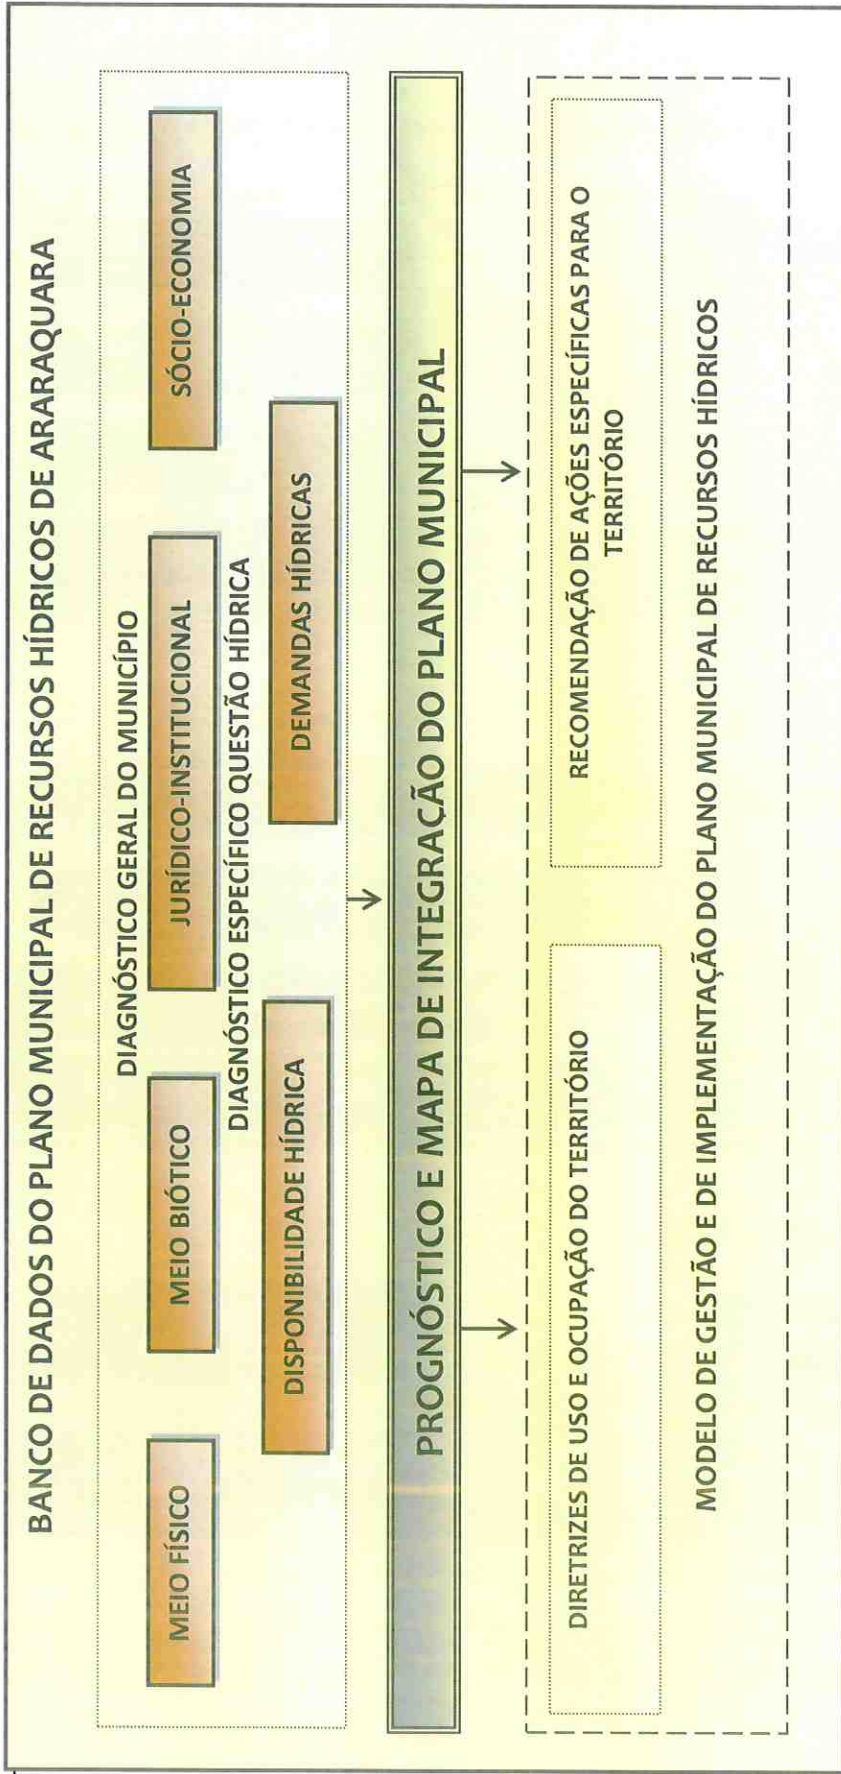 BANCO DE DADOS DO PLANO MUNICIPAL DE RECURSOS HÍDRICOS DE ARARAQUARA
DIAGNÓSTICO GERAL DO MUNICÍPIO
MEIO FÍSICO
MEIO BIÓTICO
JURÍDICO-INSTITUCIONAL
SÓCIO-ECONOMIA
DIAGNÓSTICO ESPECÍFICO QUESTÃO HÍDRICA
DISPONIBILIDADE HÍDRICA
DEMANDAS HÍDRICAS
PROGNÓSTICO E MAPA DE INTEGRAÇÃO DO PLANO MUNICIPAL
DIRETRIZES DE USO E OCUPAÇÃO DO TERRITÓRIO
RECOMENDAÇÃO DE AÇÕES ESPECÍFICAS PARA O
TERRITÓRIO
MODELO DE GESTÃO E DE IMPLEMENTAÇÃO DO PLANO MUNICIPAL DE RECURSOS HÍDRICOS